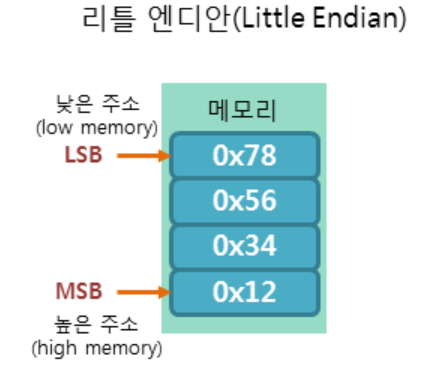 리틀 엔디안(Little Endian)
낮은 주소
(low memory)
메모리
LSB
0x78
0x56
0x34
MSB
0x12
높은 주소
(high memory)